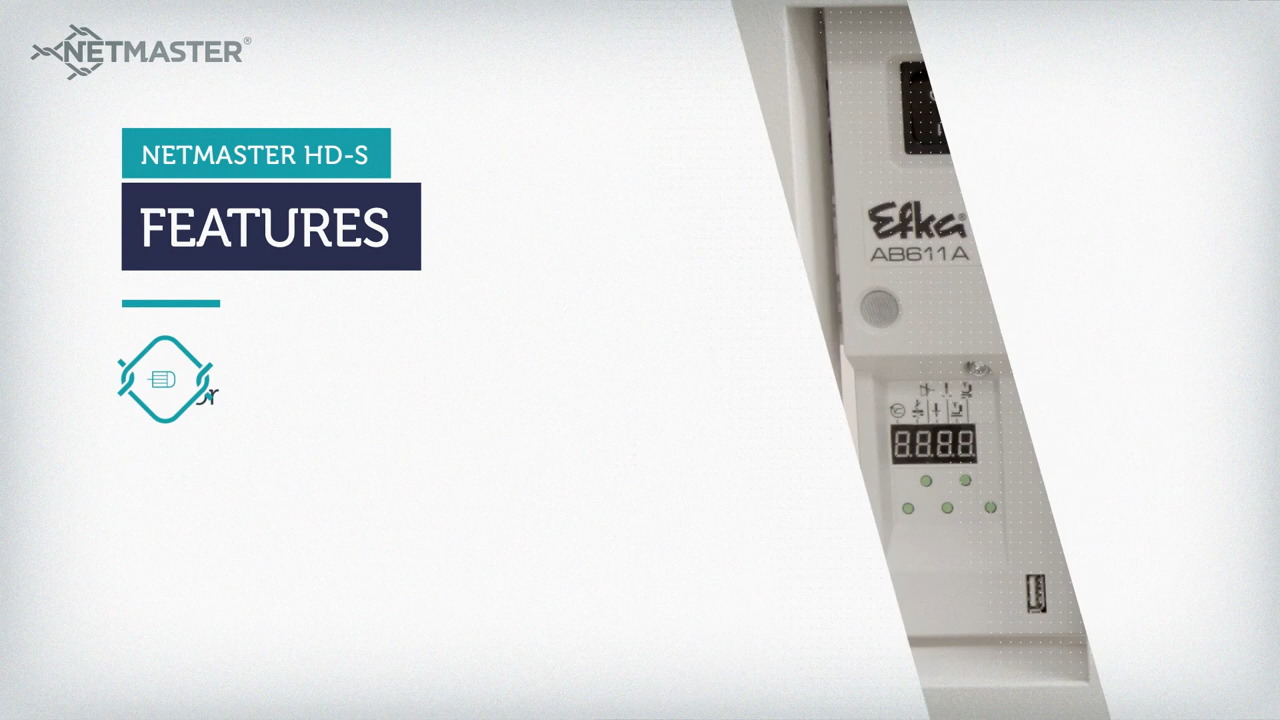 NETMASTER®
NETMASTER HD-S
FEATURES
Efka®
AB611A
8.8.8.8